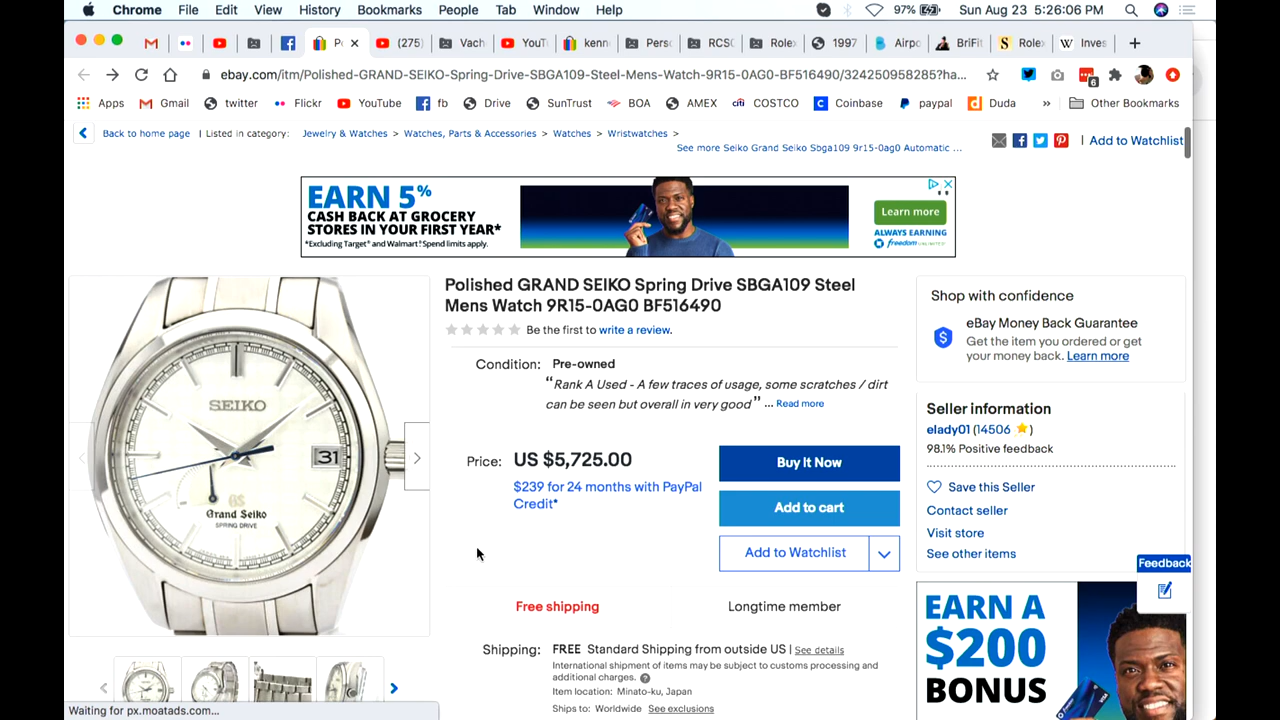 Chrome File Edit View History Bookmarks People Tab Window Help 97% Sun Aug 23 5:26:06 PM
Pc (275) Vach YouT kenn Perso RCSC Role 1997 Airpo BriFit Role Inves
ebay.com/itm/Polished-GRAND-SEIKO-Spring-Drive-SBGA109-Steel-Mens-Watch-9R15-0AG0-BF516490/324250958285?ha... 6
Apps Gmail twitter Flickr YouTube fb Drive SunTrust BOA AMEX COSTCO Coinbase paypal Duda » Other Bookmarks
Back to home page | Listed in category: Jewelry & Watches > Watches, Parts & Accessories > Watches > Wristwatches >
See more Seiko Grand Seiko Sbga109 9r15-0ag0 Automatic ...
| Add to Watchlist
EARN 5%
CASH BACK AT GROCERY
STORES IN YOUR FIRST YEAR*
*Excluding Target® and Walmart.® Spend limits apply.
Learn more
ALWAYS EARNING
freedom UNLIMITED
SEIKO
31
GS
Grand Seiko
SPRING DRIVE
Polished GRAND SEIKO Spring Drive SBGA109 Steel
Mens Watch 9R15-0AG0 BF516490
Be the first to write a review.
Condition: Pre-owned
“Rank A Used - A few traces of usage, some scratches / dirt
can be seen but overall in very good” ... Read more
Price: US $5,725.00
$239 for 24 months with PayPal
Credit*
Buy It Now
Add to cart
Add to Watchlist
Free shipping Longtime member
Shipping: FREE Standard Shipping from outside US | See details
International shipment of items may be subject to customs processing and
additional charges.
Item location: Minato-ku, Japan
Ships to: Worldwide See exclusions
Shop with confidence
eBay Money Back Guarantee
Get the item you ordered or get
your money back. Learn more
Seller information
elady01 (14506 )
98.1% Positive feedback
Save this Seller
Contact seller
Visit store
See other items
Feedback
EARN A
$200
BONUS
Waiting for px.moatads.com...